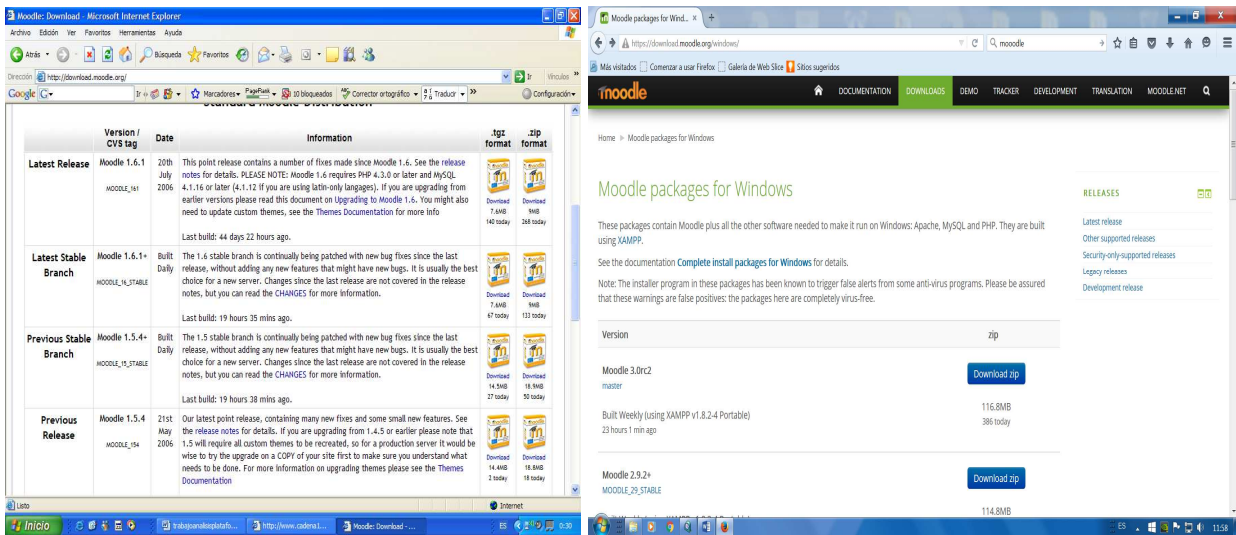 Moodle: Download - Microsoft Internet Explorer
Archivo Edición Ver Favoritos Herramientas Ayuda
Atrás Búsqueda Favoritos
Dirección http://download.moodle.org/ Ir Vínculos »
Google G Ir Marcadores PageRank 10 bloqueados Corrector ortográfico Traducir » Configuración
Standard Moodle Distribution
Version / CVS tag Date Information .tgz format .zip format
Latest Release Moodle 1.6.1 MOODLE_161 20th July 2006
This point release contains a number of fixes made since Moodle 1.6. See the release
notes for details. PLEASE NOTE: Moodle 1.6 requires PHP 4.3.0 or later and MySQL
4.1.16 or later (4.1.12 if you are using latin-only langages). If you are upgrading from
earlier versions please read this document on Upgrading to Moodle 1.6. You might also
need to update custom themes, see the Themes Documentation for more info
Last build: 44 days 22 hours ago.
Download 7.6MB 140 today
Download 9MB 268 today
Latest Stable Branch Moodle 1.6.1+ MOODLE_16_STABLE Built Daily
The 1.6 stable branch is continually being patched with new bug fixes since the last
release, without adding any new features that might have new bugs. It is usually the best
choice for a new server. Changes since the last release are not covered in the release
notes, but you can read the CHANGES for more information.
Last build: 19 hours 35 mins ago.
Download 7.6MB 67 today
Download 9MB 133 today
Previous Stable Branch Moodle 1.5.4+ MOODLE_15_STABLE Built Daily
The 1.5 stable branch is continually being patched with new bug fixes since the last
release, without adding any new features that might have new bugs. It is usually the best
choice for a new server. Changes since the last release are not covered in the release
notes, but you can read the CHANGES for more information.
Last build: 19 hours 38 mins ago.
Download 14.5MB 27 today
Download 18.9MB 50 today
Previous Release Moodle 1.5.4 MOODLE_154 21st May 2006
Our latest point release, containing many new fixes and some small new features. See
the release notes for details. If you are upgrading from 1.4.5 or earlier please note that
1.5 will require all custom themes to be recreated, so for a production server it would be
wise to try the upgrade on a COPY of your site first to make sure you understand what
needs to be done. For more information on upgrading themes please see the Themes
Documentation
Download 14.4MB 2 today
Download 18.8MB 18 today
Listo Internet
Inicio trabajoanalisisplatafo... http://www.cadena.t... Moodle: Download - ... ES 0:30
Moodle packages for Wind... × +
https://download.moodle.org/windows/ mooodle
Más visitados Comenzar a usar Firefox Galería de Web Slice Sitios sugeridos
moodle DOCUMENTATION DOWNLOADS DEMO TRACKER DEVELOPMENT TRANSLATION MOODLE.NET
Home Moodle packages for Windows
Moodle packages for Windows
These packages contain Moodle plus all the other software needed to make it run on Windows: Apache, MySQL and PHP. They are built
using XAMPP.
See the documentation Complete install packages for Windows for details.
Note: The installer program in these packages has been known to trigger false alerts from some anti-virus programs. Please be assured
that these warnings are false positives: the packages here are completely virus-free.
Version zip
Moodle 3.0rc2
master
Download zip
Built Weekly (using XAMPP v1.8.2-4 Portable)
23 hours 1 min ago
116.8MB
386 today
Moodle 2.9.2+
MOODLE_29_STABLE
Download zip
114.8MB
RELEASES
Latest release
Other supported releases
Security-only-supported releases
Legacy releases
Development release
ES 11:58